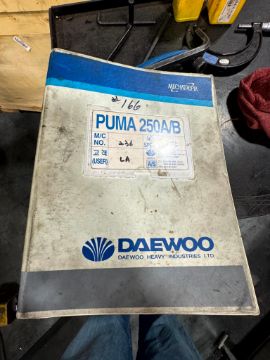 #166
PUMA 250A/B
M/C
NO.
236
고객
(USER)
LA
A/S
DAEWOO
DAEWOO HEAVY INDUSTRIES LTD.